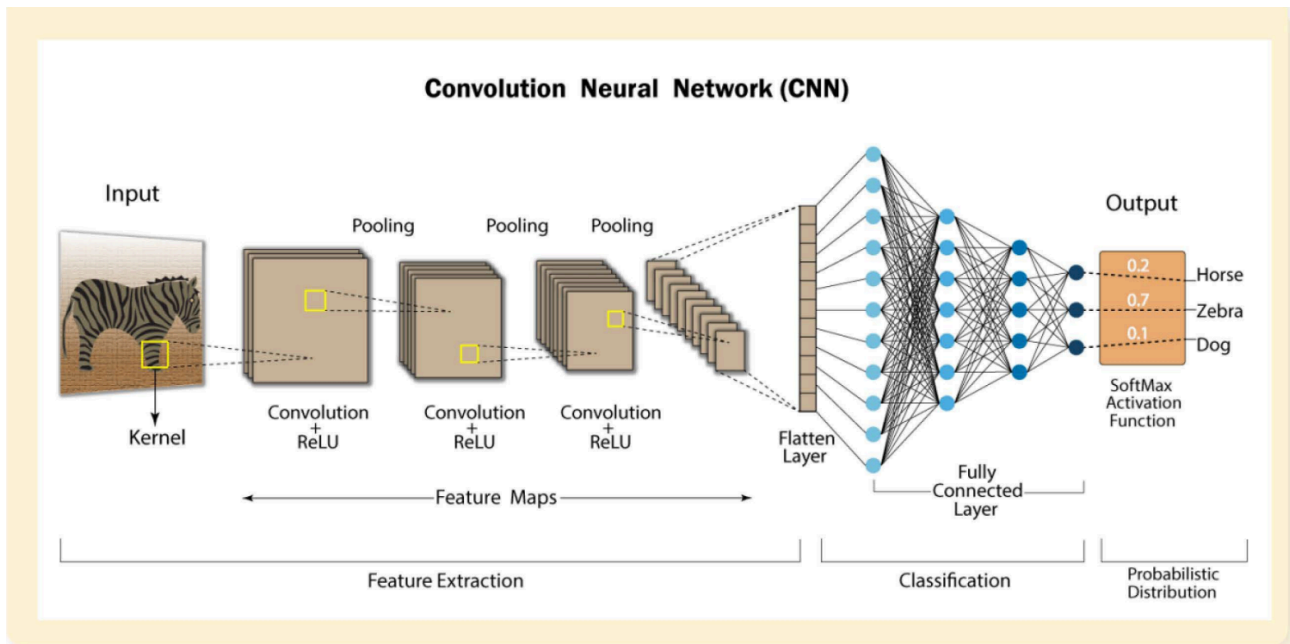 Convolution Neural Network (CNN)
Input
Pooling
Pooling
Pooling
Output
0.2
Horse
0.7
Zebra
0.1
Dog
SoftMax
Activation
Function
Kernel
Convolution
+
ReLU
Convolution
+
ReLU
Convolution
+
ReLU
Flatten
Layer
Fully
Connected
Layer
Feature Maps
Feature Extraction
Classification
Probabilistic
Distribution